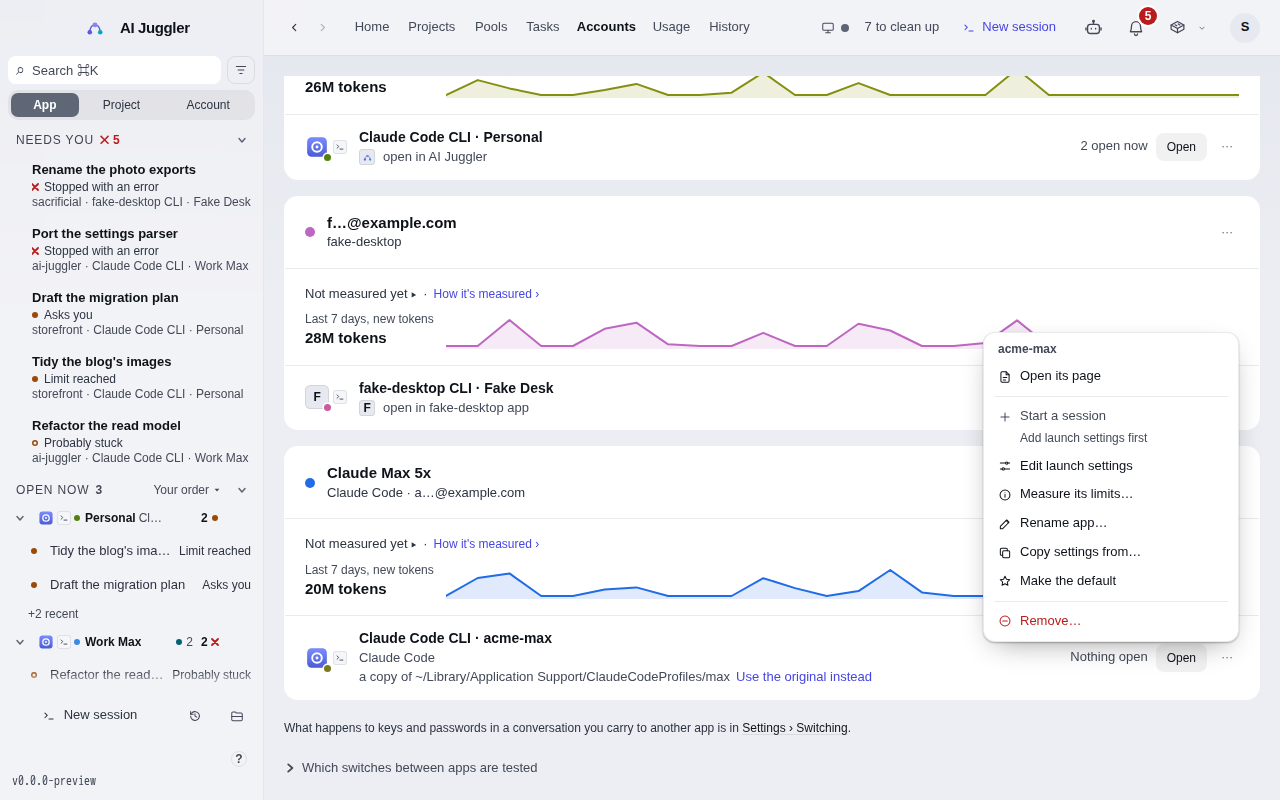 AI Juggler
Search ⌘K
App Project Account
NEEDS YOU 5
Rename the photo exports
Stopped with an error
sacrificial · fake-desktop CLI · Fake Desk
Port the settings parser
Stopped with an error
ai-juggler · Claude Code CLI · Work Max
Draft the migration plan
Asks you
storefront · Claude Code CLI · Personal
Tidy the blog's images
Limit reached
storefront · Claude Code CLI · Personal
Refactor the read model
Probably stuck
ai-juggler · Claude Code CLI · Work Max
OPEN NOW 3 Your order
Personal Cl… 2
Tidy the blog's ima… Limit reached
Draft the migration plan Asks you
+2 recent
Work Max 2 2
Refactor the read… Probably stuck
New session
?
v0.0.0-preview
Home Projects Pools Tasks Accounts Usage History 7 to clean up New session 5 S
26M tokens
Claude Code CLI · Personal
open in AI Juggler
2 open now Open ···
f…@example.com
fake-desktop
···
Not measured yet · How it's measured ›
Last 7 days, new tokens
28M tokens
F
fake-desktop CLI · Fake Desk
F open in fake-desktop app
Claude Max 5x
Claude Code · a…@example.com
Not measured yet · How it's measured ›
Last 7 days, new tokens
20M tokens
Claude Code CLI · acme-max
Claude Code
a copy of ~/Library/Application Support/ClaudeCodeProfiles/max Use the original instead
Nothing open Open ···
acme-max
Open its page
Start a session
Add launch settings first
Edit launch settings
Measure its limits…
Rename app…
Copy settings from…
Make the default
Remove…
What happens to keys and passwords in a conversation you carry to another app is in Settings › Switching.
Which switches between apps are tested